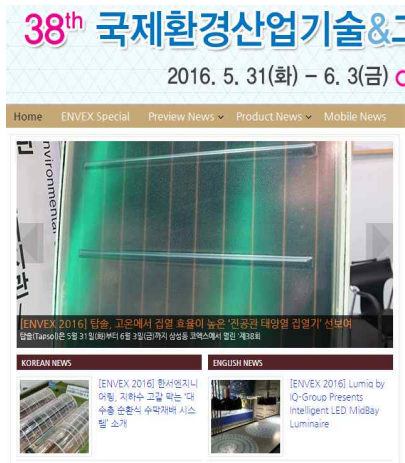 38th 국제환경산업기술&
2016. 5. 31(화) – 6. 3(금)
Home ENVEX Special Preview News Product News Mobile News
nvironmental
[ENVEX 2016] 탑솔, 고온에서 집열 효율이 높은 '진공관 태양열 집열기' 선보여
탑솔(Tapsol)은 5월 31일(화)부터 6월 3일(금)까지 삼성동 코엑스에서 열린 '제38회
KOREAN NEWS
[ENVEX 2016] 한서엔지니
어링, 지하수 고갈 막는 '대
수층 순환식 수막재배 시스
템' 소개
ENGLISH NEWS
[ENVEX 2016] Lumiq by
IQ-Group Presents
Intelligent LED MidBay
Luminaire